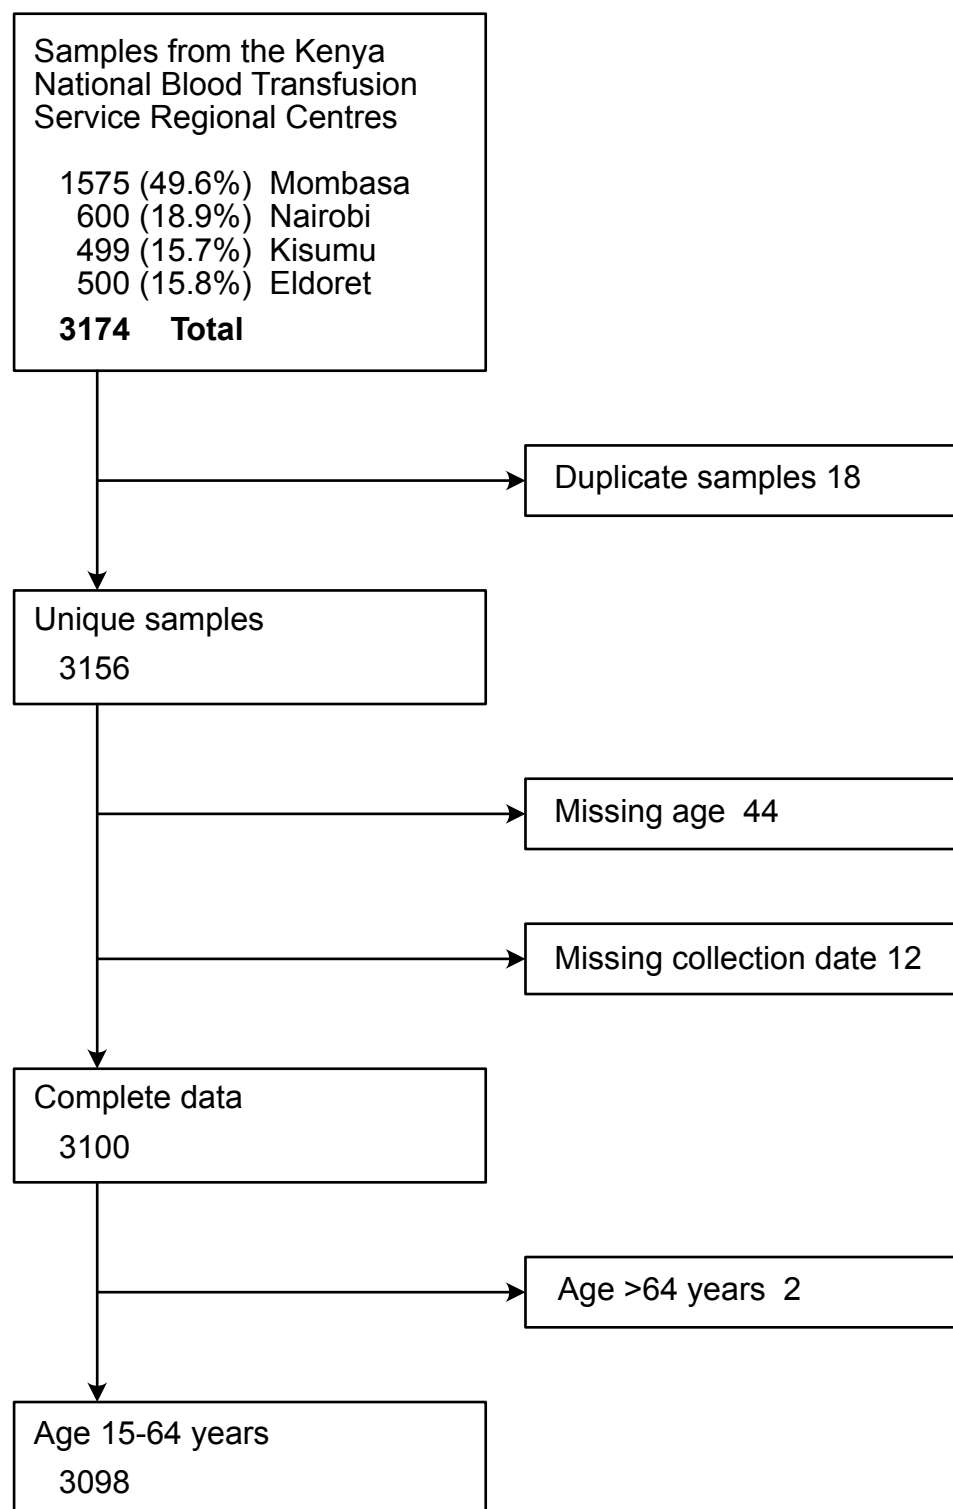 Samples from the Kenya
National Blood Transfusion
Service Regional Centres
1575 (49.6%) Mombasa
600 (18.9%) Nairobi
499 (15.7%) Kisumu
500 (15.8%) Eldoret
3174 Total
Duplicate samples 18
Unique samples
3156
Missing age 44
Missing collection date 12
Complete data
3100
Age >64 years 2
Age 15-64 years
3098